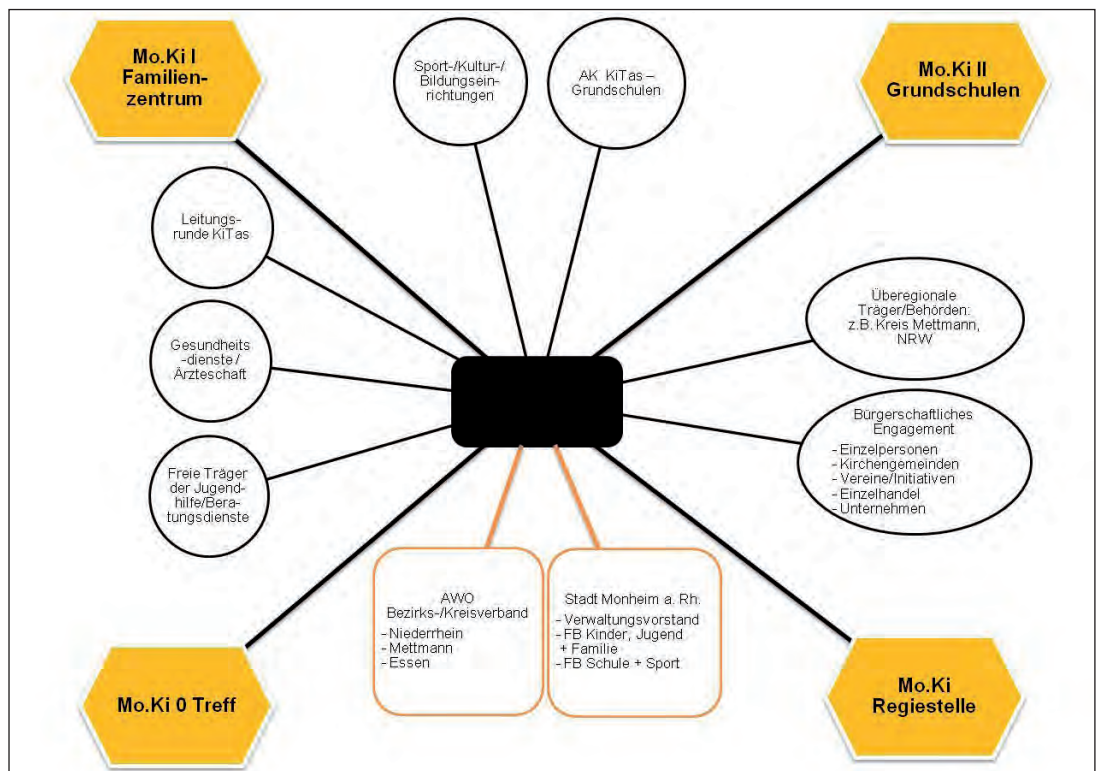 Mo.Ki I
Familien-
zentrum
Sport-/Kultur-/
Bildungsein-
richtungen
AK KiTas –
Grundschulen
Mo.Ki II
Grundschulen
Leitungs-
runde KiTas
Überegionale
Träger/Behörden:
z.B. Kreis Mettmann,
NRW
Gesundheits
-dienste /
Ärzteschaft
Bürgerschaftliches
Engagement
- Einzelpersonen
- Kirchengemeinden
- Vereine/Initiativen
- Einzelhandel
- Unternehmen
Freie Träger
der Jugend-
hilfe/Bera-
tungsdienste
AWO
Bezirks-/Kreisverband
- Niederrhein
- Mettmann
- Essen
Stadt Monheim a. Rh.
- Verwaltungsvorstand
- FB Kinder, Jugend
+ Familie
- FB Schule + Sport
Mo.Ki 0 Treff
Mo.Ki
Regiestelle